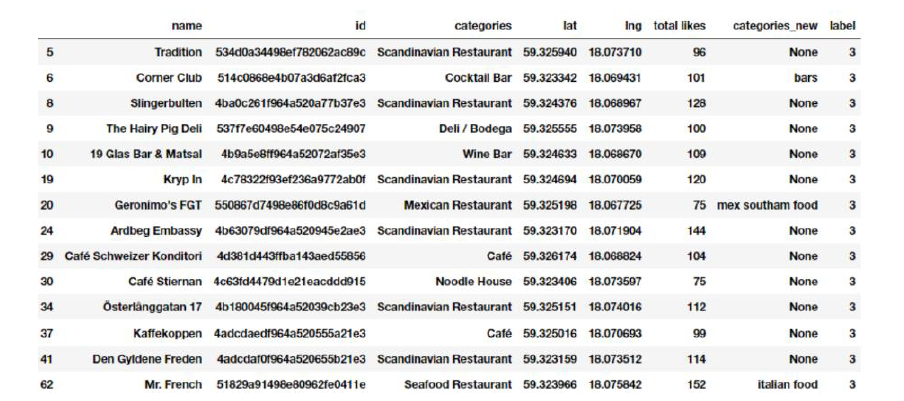 name id categories lat lng total likes categories_new label
5 Tradition 534d0a34498ef782062ac89c Scandinavian Restaurant 59.325940 18.073710 96 None 3
6 Corner Club 514c0868e4b07a3d6af2fca3 Cocktail Bar 59.323342 18.069431 101 bars 3
8 Slingerbulten 4ba0c261f964a520a77b37e3 Scandinavian Restaurant 59.324376 18.068967 128 None 3
9 The Hairy Pig Deli 537f7e60498e54e075c24907 Deli / Bodega 59.325555 18.073958 100 None 3
10 19 Glas Bar & Matsal 4b9a5e8ff964a52072af35e3 Wine Bar 59.324633 18.068670 109 None 3
19 Kryp In 4c78322f93ef236a9772ab0f Scandinavian Restaurant 59.324694 18.070059 120 None 3
20 Geronimo's FGT 550867d7498e86f0d8c9a61d Mexican Restaurant 59.325198 18.067725 75 mex southam food 3
24 Ardbeg Embassy 4b63079df964a520945e2ae3 Scandinavian Restaurant 59.323170 18.071904 144 None 3
29 Café Schweizer Konditori 4d381d443ffba143aed55856 Café 59.326174 18.068824 104 None 3
30 Café Stiernan 4c63fd4479d1e21eacddd915 Noodle House 59.323406 18.073597 75 None 3
34 Österlånggatan 17 4b180045f964a52039cb23e3 Scandinavian Restaurant 59.325151 18.074016 112 None 3
37 Kaffekoppen 4adcdaedf964a520555a21e3 Café 59.325016 18.070693 99 None 3
41 Den Gyldene Freden 4adcdaf0f964a520655b21e3 Scandinavian Restaurant 59.323159 18.073512 114 None 3
62 Mr. French 51829a91498e80962fe0411e Seafood Restaurant 59.323966 18.075842 152 italian food 3